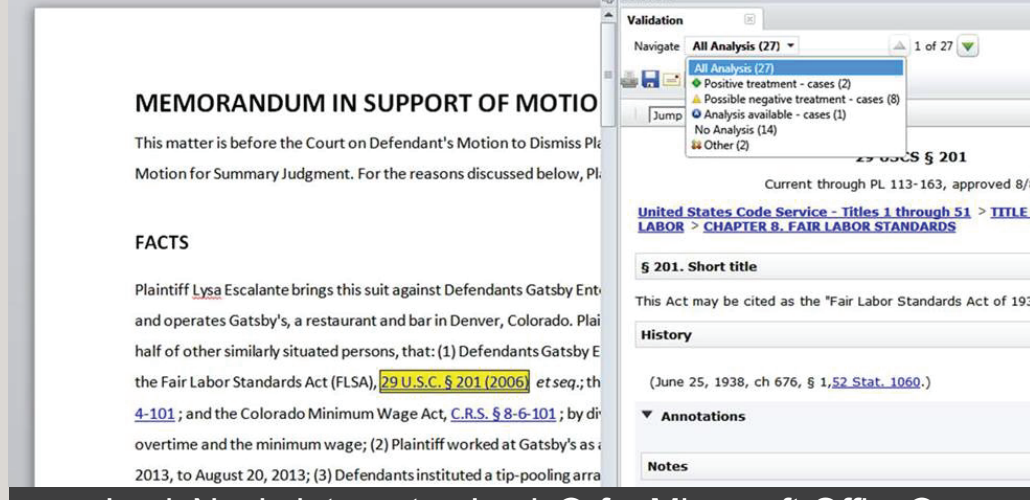 MEMORANDUM IN SUPPORT OF MOTIO
This matter is before the Court on Defendant's Motion to Dismiss Pla
Motion for Summary Judgment. For the reasons discussed below, Pl
FACTS
Plaintiff Lysa Escalante brings this suit against Defendants Gatsby Ent
and operates Gatsby's, a restaurant and bar in Denver, Colorado. Plai
half of other similarly situated persons, that: (1) Defendants Gatsby E
the Fair Labor Standards Act (FLSA), 29 U.S.C. § 201 (2006) et seq.; th
4-101 ; and the Colorado Minimum Wage Act, C.R.S. § 8-6-101 ; by di
overtime and the minimum wage; (2) Plaintiff worked at Gatsby's as
2013, to August 20, 2013; (3) Defendants instituted a tip-pooling arra
Validation
Navigate All Analysis (27) 1 of 27
All Analysis (27)
Positive treatment - cases (2)
Possible negative treatment - cases (8)
Analysis available - cases (1)
No Analysis (14)
Other (2)
Jump
29 USCS § 201
Current through PL 113-163, approved 8/
United States Code Service - Titles 1 through 51 > TITLE
LABOR > CHAPTER 8. FAIR LABOR STANDARDS
§ 201. Short title
This Act may be cited as the "Fair Labor Standards Act of 193
History
(June 25, 1938, ch 676, § 1,52 Stat. 1060.)
Annotations
Notes